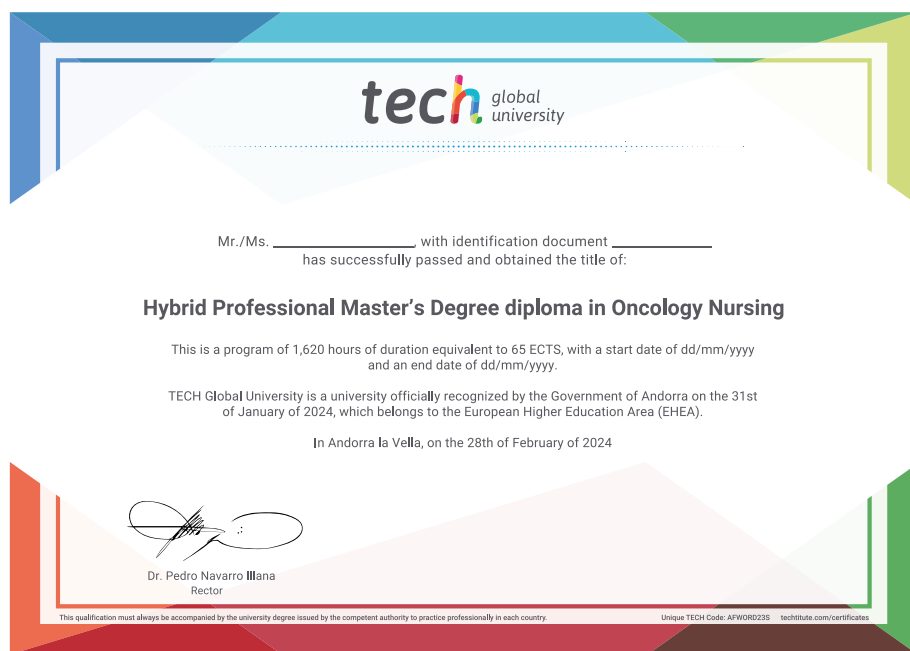 tech global university
Mr./Ms. ________________, with identification document ____________
has successfully passed and obtained the title of:
Hybrid Professional Master’s Degree diploma in Oncology Nursing
This is a program of 1,620 hours of duration equivalent to 65 ECTS, with a start date of dd/mm/yyyy
and an end date of dd/mm/yyyy.
TECH Global University is a university officially recognized by the Government of Andorra on the 31st
of January of 2024, which belongs to the European Higher Education Area (EHEA).
In Andorra la Vella, on the 28th of February of 2024
Dr. Pedro Navarro Illana
Rector
This qualification must always be accompanied by the university degree issued by the competent authority to practice professionally in each country.
Unique TECH Code: AFWORD23S techtitute.com/certificates